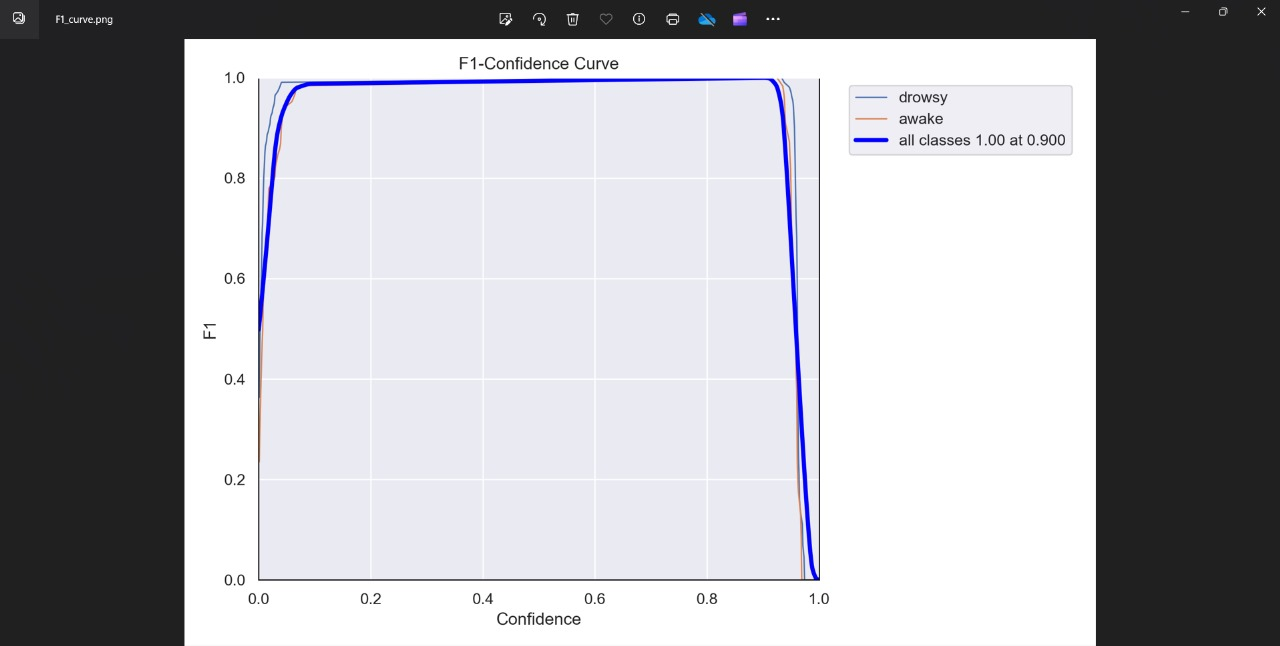 F1_curve.png
F1-Confidence Curve
1.0
0.8
0.6
0.4
0.2
0.0
F1
0.0 0.2 0.4 0.6 0.8 1.0
Confidence
drowsy
awake
all classes 1.00 at 0.900